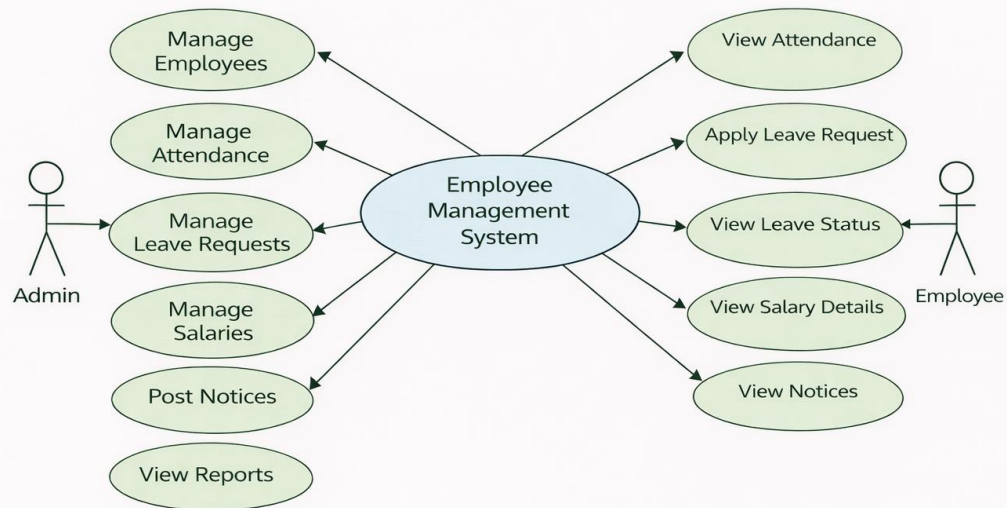 Manage
Employees
Manage
Attendance
Manage
Leave Requests
Manage
Salaries
Post Notices
View Reports
Admin
Employee
Management
System
View Attendance
Apply Leave Request
View Leave Status
View Salary Details
View Notices
Employee